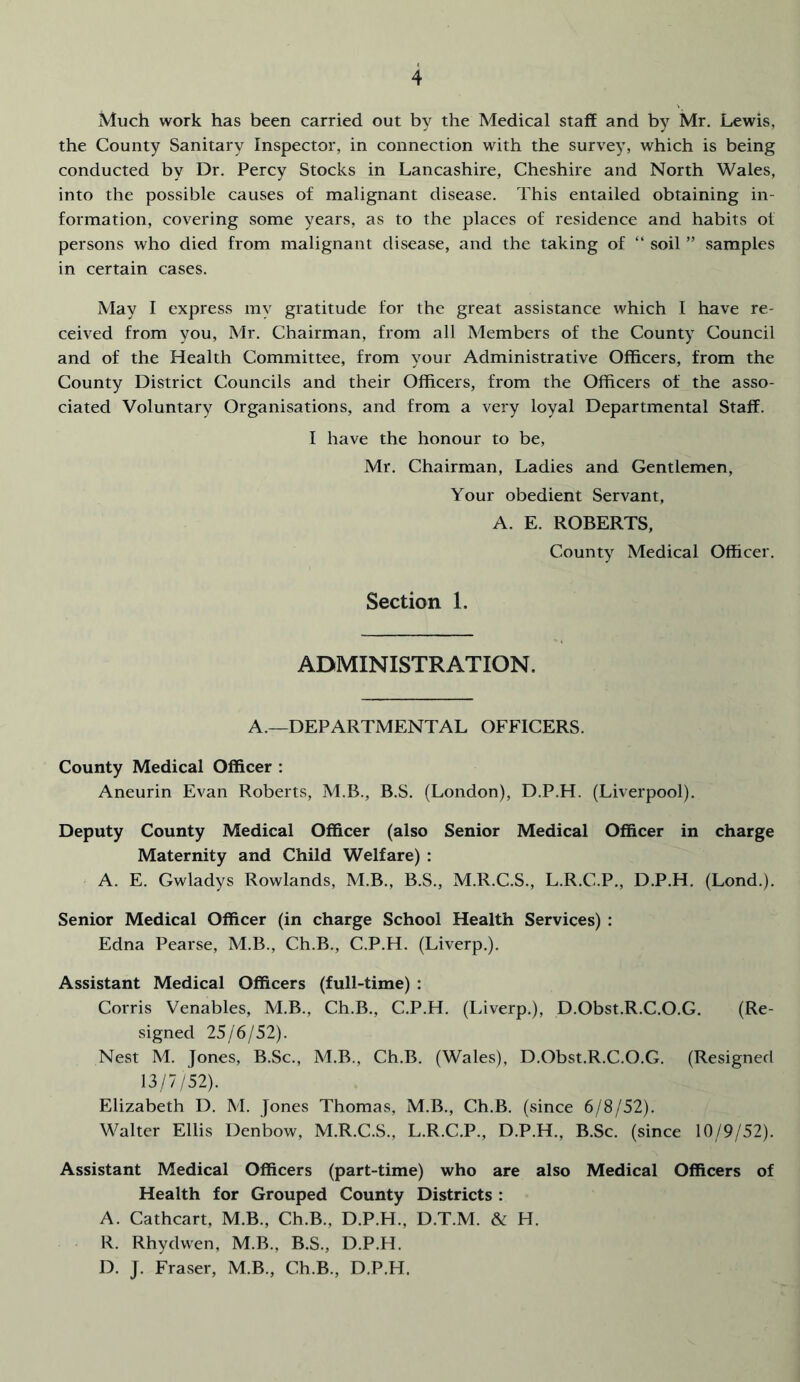 4
Much work has been carried out by the Medical staff and by Mr. Lewis,
the County Sanitary Inspector, in connection with the survey, which is being
conducted by Dr. Percy Stocks in Lancashire, Cheshire and North Wales,
into the possible causes of malignant disease. This entailed obtaining in-
formation, covering some years, as to the places of residence and habits of
persons who died from malignant disease, and the taking of “ soil ” samples
in certain cases.
May I express my gratitude for the great assistance which I have re-
ceived from you, Mr. Chairman, from all Members of the County Council
and of the Health Committee, from your Administrative Officers, from the
County District Councils and their Officers, from the Officers of the asso-
ciated Voluntary Organisations, and from a very loyal Departmental Staff.
I have the honour to be,
Mr. Chairman, Ladies and Gentlemen,
Your obedient Servant,
A. E. ROBERTS,
County Medical Officer.
Section 1.
ADMINISTRATION.
A.—DEPARTMENTAL OFFICERS.
County Medical Officer :
Aneurin Evan Roberts, M.B., B.S. (London), D.P.H. (Liverpool).
Deputy County Medical Officer (also Senior Medical Officer in charge
Maternity and Child Welfare) :
A. E. Gwladys Rowlands, M.B., B.S., M.R.C.S., L.R.C.P., D.P.H. (Lond.).
Senior Medical Officer (in charge School Health Services) :
Edna Pearse, M.B., Ch.B., C.P.H. (Liverp.).
Assistant Medical Officers (full-time) :
Corris Venables, M.B., Ch.B., C.P.H. (Liverp.), D.Obst.R.C.O.G. (Re-
signed 25/6/52).
Nest M. Jones, B.Sc., M.B., Ch.B. (Wales), D.Obst.R.C.O.G. (Resigned
13/7/52).
Elizabeth D. M. Jones Thomas, M.B., Ch.B. (since 6/8/52).
Walter Ellis Denbow, M.R.C.S., L.R.C.P., D.P.H., B.Sc. (since 10/9/52).
Assistant Medical Officers (part-time) who are also Medical Officers of
Health for Grouped County Districts :
A. Cathcart, M.B., Ch.B., D.P.H., D.T.M. & H.
R. Rhydwen, M.B., B.S., D.P.H.
D. J. Fraser, M.B., Ch.B., D.P.H.